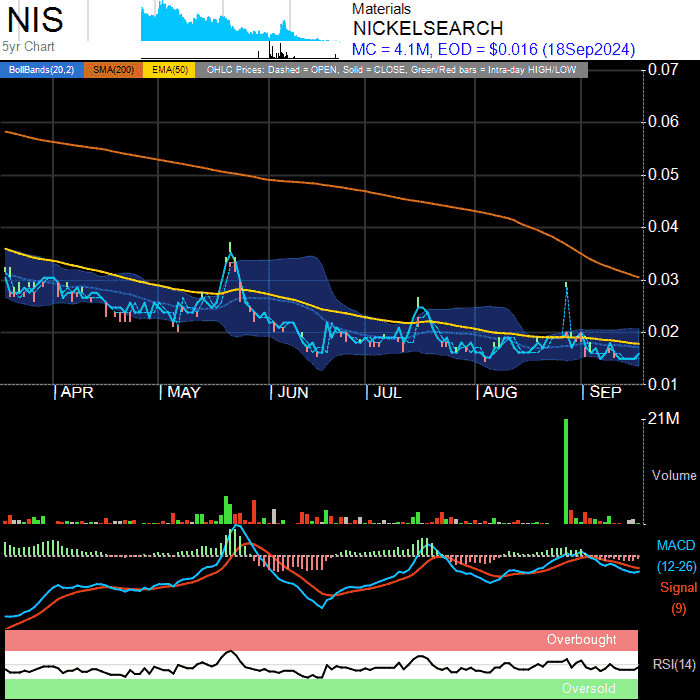 NIS
5yr Chart
Materials
NICKELSEARCH
MC = 4.1M, EOD = $0.016 (18Sep2024)
BollBands(20,2) SMA(200) EMA(50) OHLC Prices: Dashed = OPEN, Solid = CLOSE, Green/Red bars = Intra-day HIGH/LOW
0.07
0.06
0.05
0.04
0.03
0.02
0.01
APR MAY JUN JUL AUG SEP
21M
Volume
MACD
(12-26)
Signal
(9)
Overbought
RSI(14)
Oversold